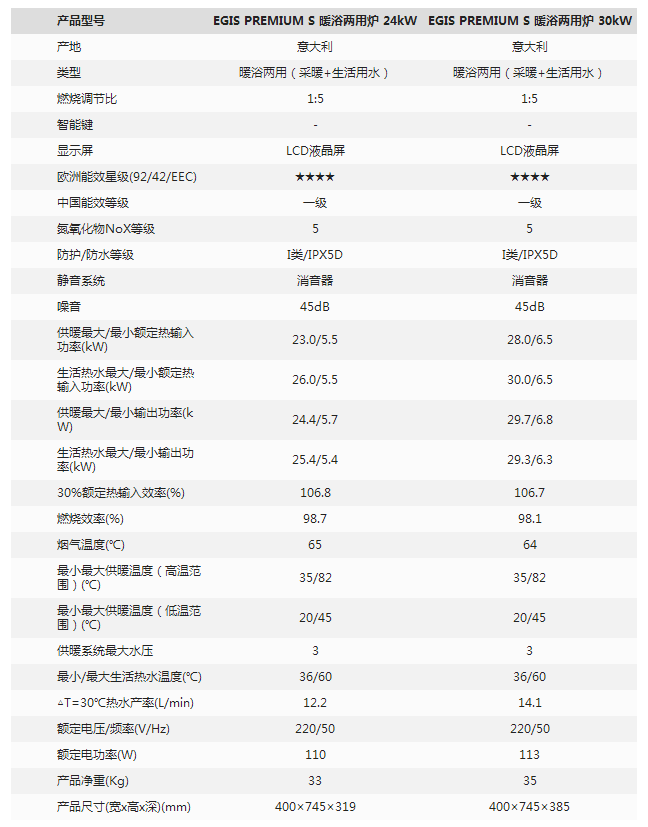 产品型号 EGIS PREMIUM S 暖浴两用炉 24kW EGIS PREMIUM S 暖浴两用炉 30kW
产地 意大利 意大利
类型 暖浴两用（采暖+生活用水） 暖浴两用（采暖+生活用水）
燃烧调节比 1:5 1:5
智能键 - -
显示屏 LCD液晶屏 LCD液晶屏
欧洲能效星级(92/42/EEC) ★★★★ ★★★★
中国能效等级 一级 一级
氮氧化物NoX等级 5 5
防护/防水等级 I类/IPX5D I类/IPX5D
静音系统 消音器 消音器
噪音 45dB 45dB
供暖最大/最小额定热输入
功率(kW) 23.0/5.5 28.0/6.5
生活热水最大/最小额定热
输入功率(kW) 26.0/5.5 30.0/6.5
供暖最大/最小输出功率(k
W) 24.4/5.7 29.7/6.8
生活热水最大/最小输出功
率(kW) 25.4/5.4 29.3/6.3
30%额定热输入效率(%) 106.8 106.7
燃烧效率(%) 98.7 98.1
烟气温度(℃) 65 64
最小最大供暖温度（高温范
围）(℃) 35/82 35/82
最小最大供暖温度（低温范
围）(℃) 20/45 20/45
供暖系统最大水压 3 3
最小/最大生活热水温度(℃) 36/60 36/60
△T=30℃热水产率(L/min) 12.2 14.1
额定电压/频率(V/Hz) 220/50 220/50
额定电功率(W) 110 113
产品净重(Kg) 33 35
产品尺寸(宽x高x深)(mm) 400×745×319 400×745×385